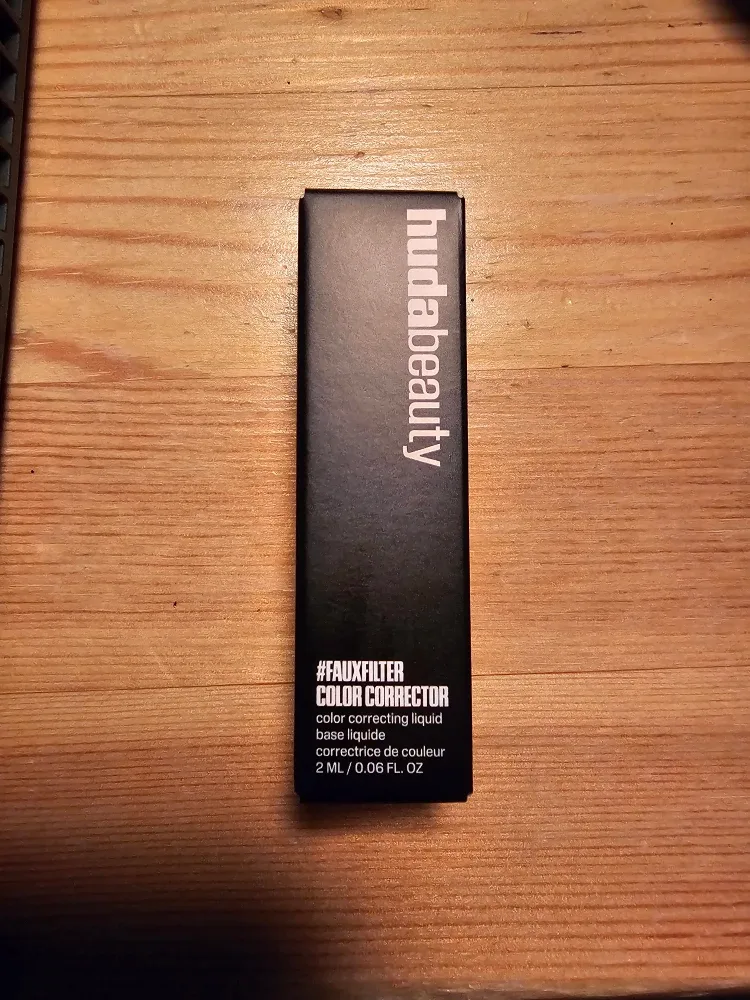 hudabeauty
#FAUXFILTER
COLOR CORRECTOR
color correcting liquid
base liquide
correctrice de couleur
2 ML / 0.06 FL. OZ